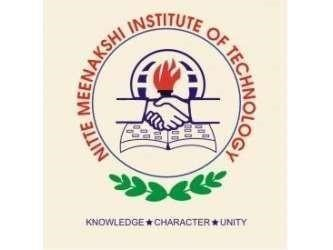 NITTE MEENAKSHI INSTITUTE OF TECHNOLOGY
KNOWLEDGE★CHARACTER★UNITY